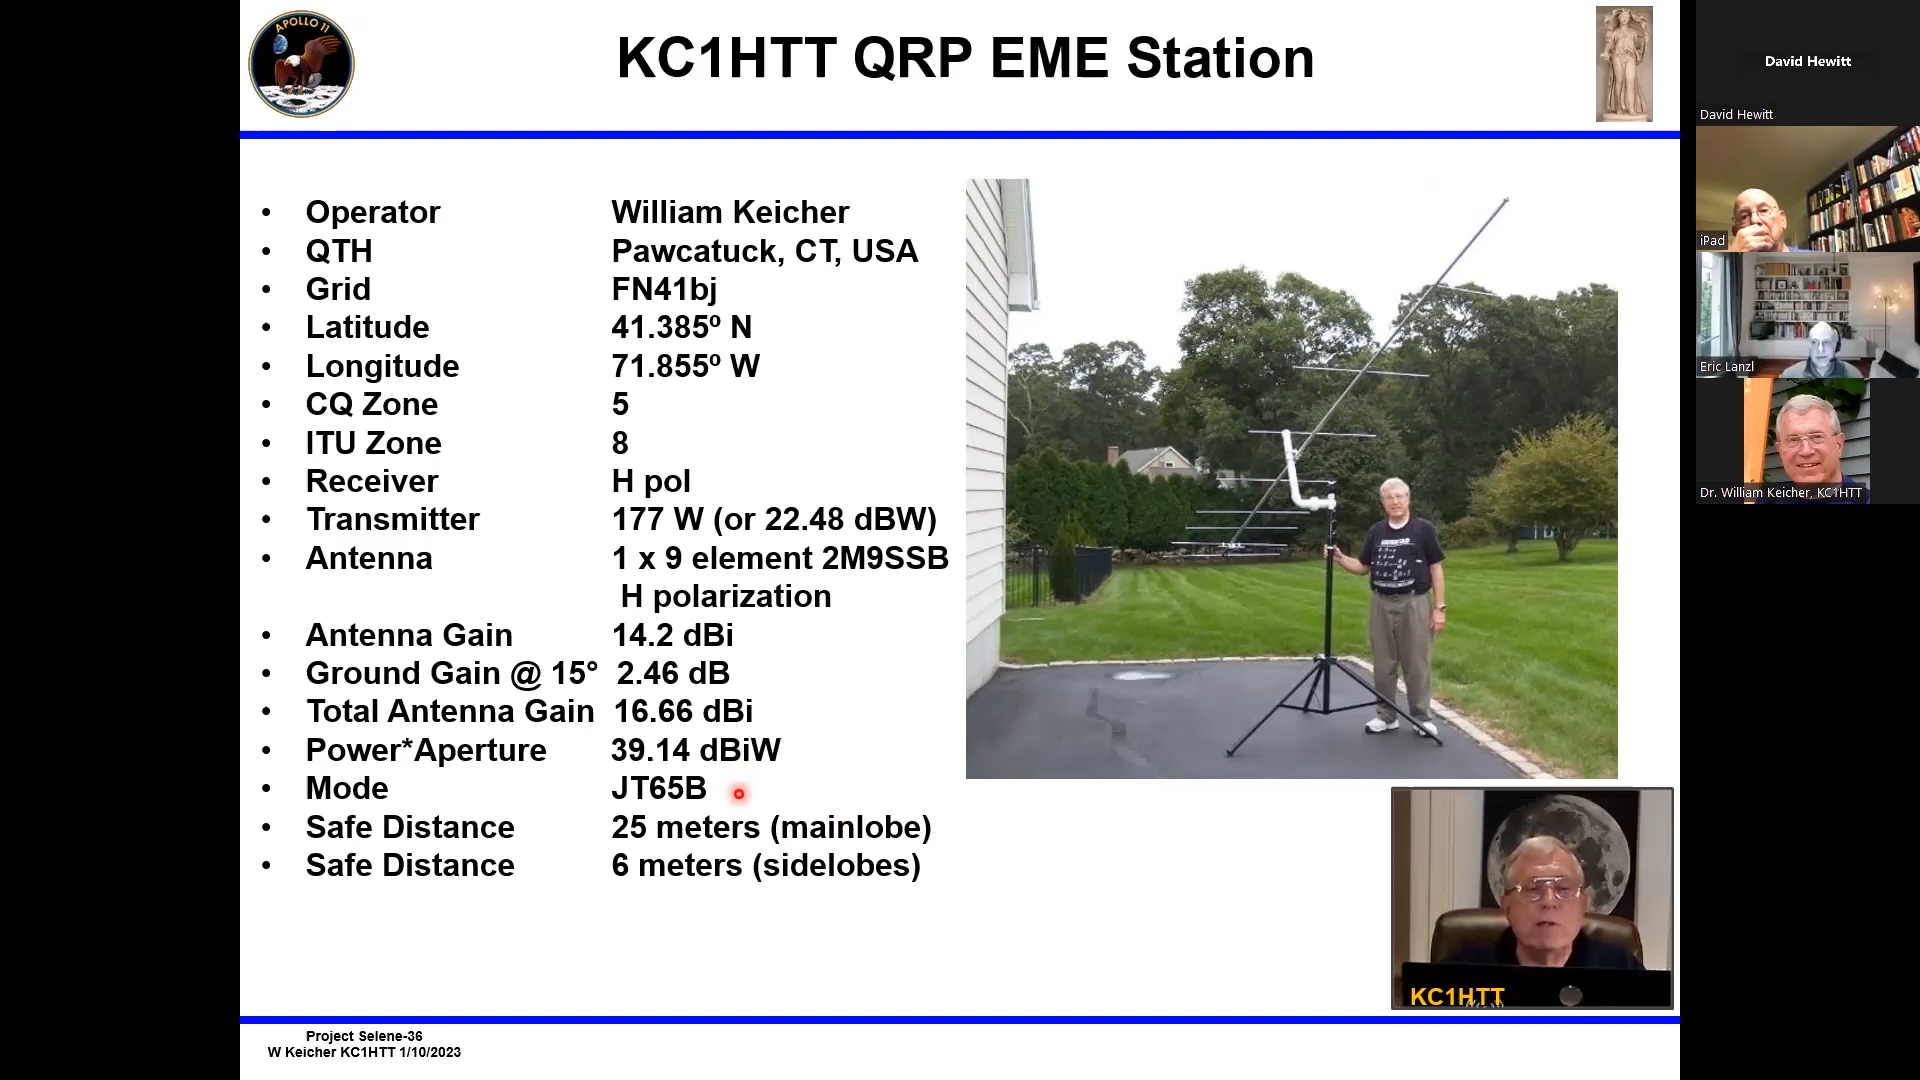 APOLLO 11
KC1HTT QRP EME Station
• Operator William Keicher
• QTH Pawcatuck, CT, USA
• Grid FN41bj
• Latitude 41.385º N
• Longitude 71.855º W
• CQ Zone 5
• ITU Zone 8
• Receiver H pol
• Transmitter 177 W (or 22.48 dBW)
• Antenna 1 x 9 element 2M9SSB
H polarization
• Antenna Gain 14.2 dBi
• Ground Gain @ 15° 2.46 dB
• Total Antenna Gain 16.66 dBi
• Power*Aperture 39.14 dBiW
• Mode JT65B
• Safe Distance 25 meters (mainlobe)
• Safe Distance 6 meters (sidelobes)
KC1HTT
Project Selene-36
W Keicher KC1HTT 1/10/2023
David Hewitt
David Hewitt
iPad
Eric Lanzl
Dr. William Keicher, KC1HTT